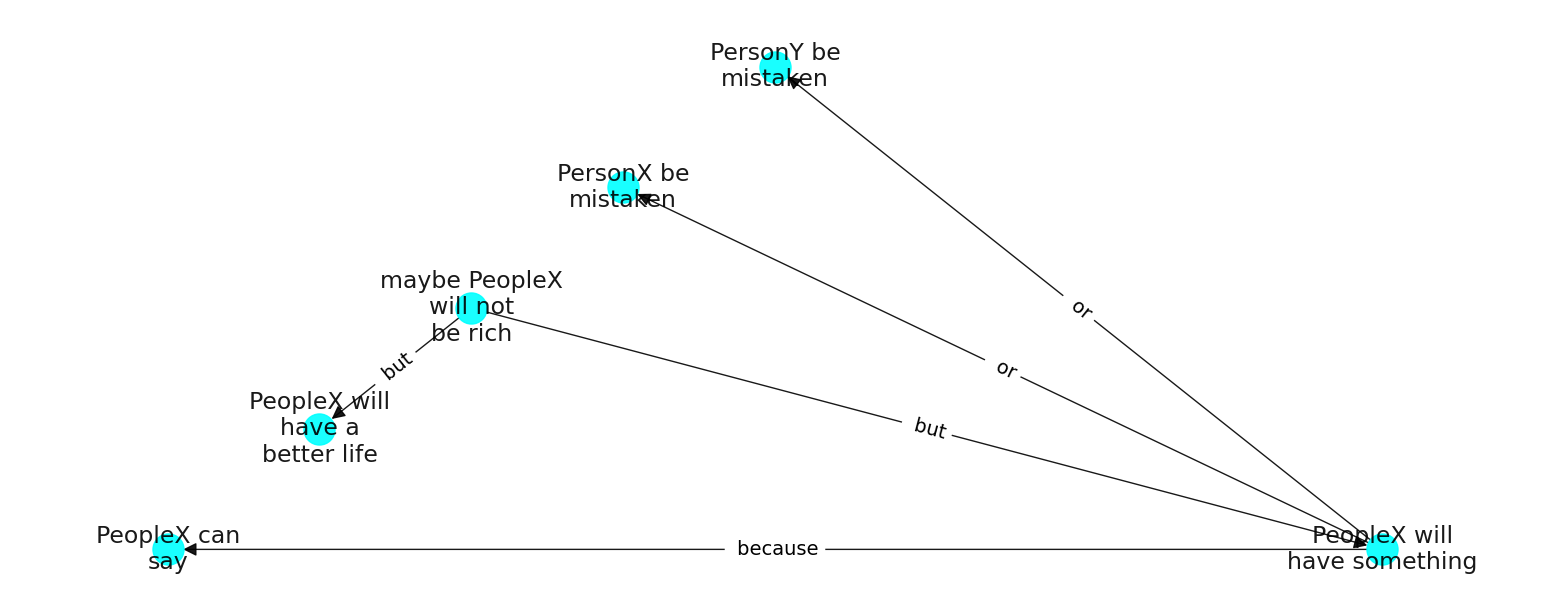 PersonY be
mistaken
PersonX be
mistaken
maybe PeopleX
will not
be rich
or
or
but
but
PeopleX will
have a
better life
PeopleX can
say
because
PeopleX will
have something